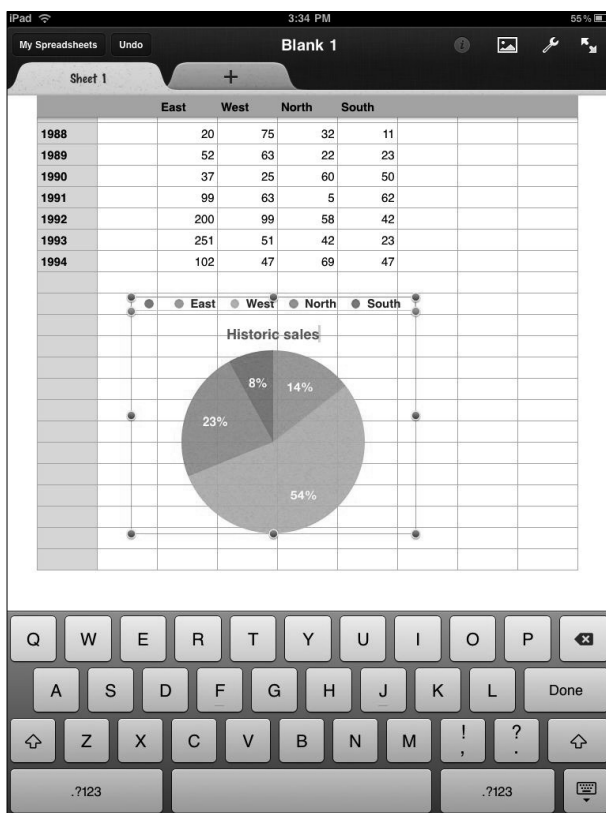 iPad 3:34 PM 55%
My Spreadsheets Undo Blank 1
Sheet 1 +
East West North South
1988 20 75 32 11
1989 52 63 22 23
1990 37 25 60 50
1991 99 63 5 62
1992 200 99 58 42
1993 251 51 42 23
1994 102 47 69 47
East West North South
Historic sales
8% 14%
23%
54%
Q W E R T Y U I O P
A S D F G H J K L Done
Z X C V B N M ! , ? .
.?123 .?123